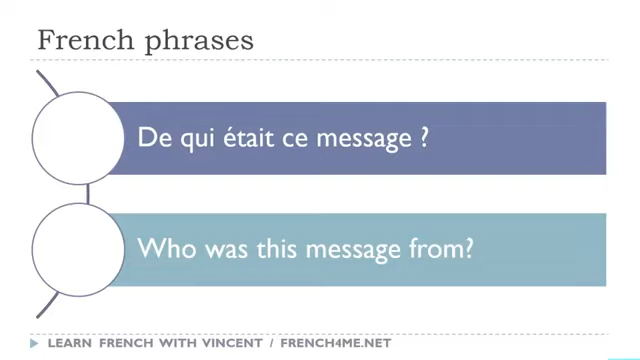 French phrases
De qui était ce message ?
Who was this message from?
LEARN FRENCH WITH VINCENT / FRENCH4ME.NET